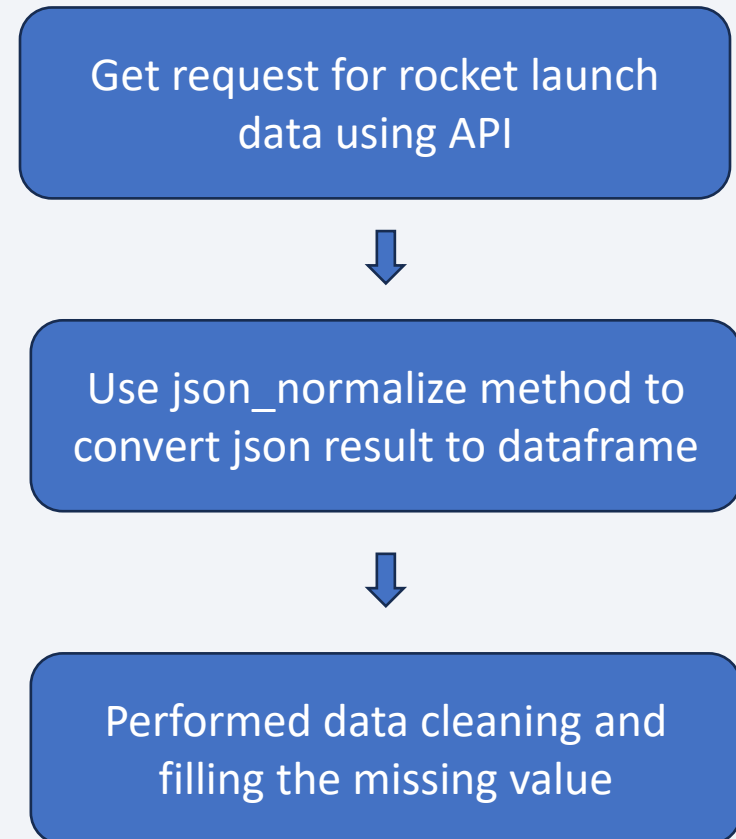 Get request for rocket launch
data using API
Use json_normalize method to
convert json result to dataframe
Performed data cleaning and
filling the missing value